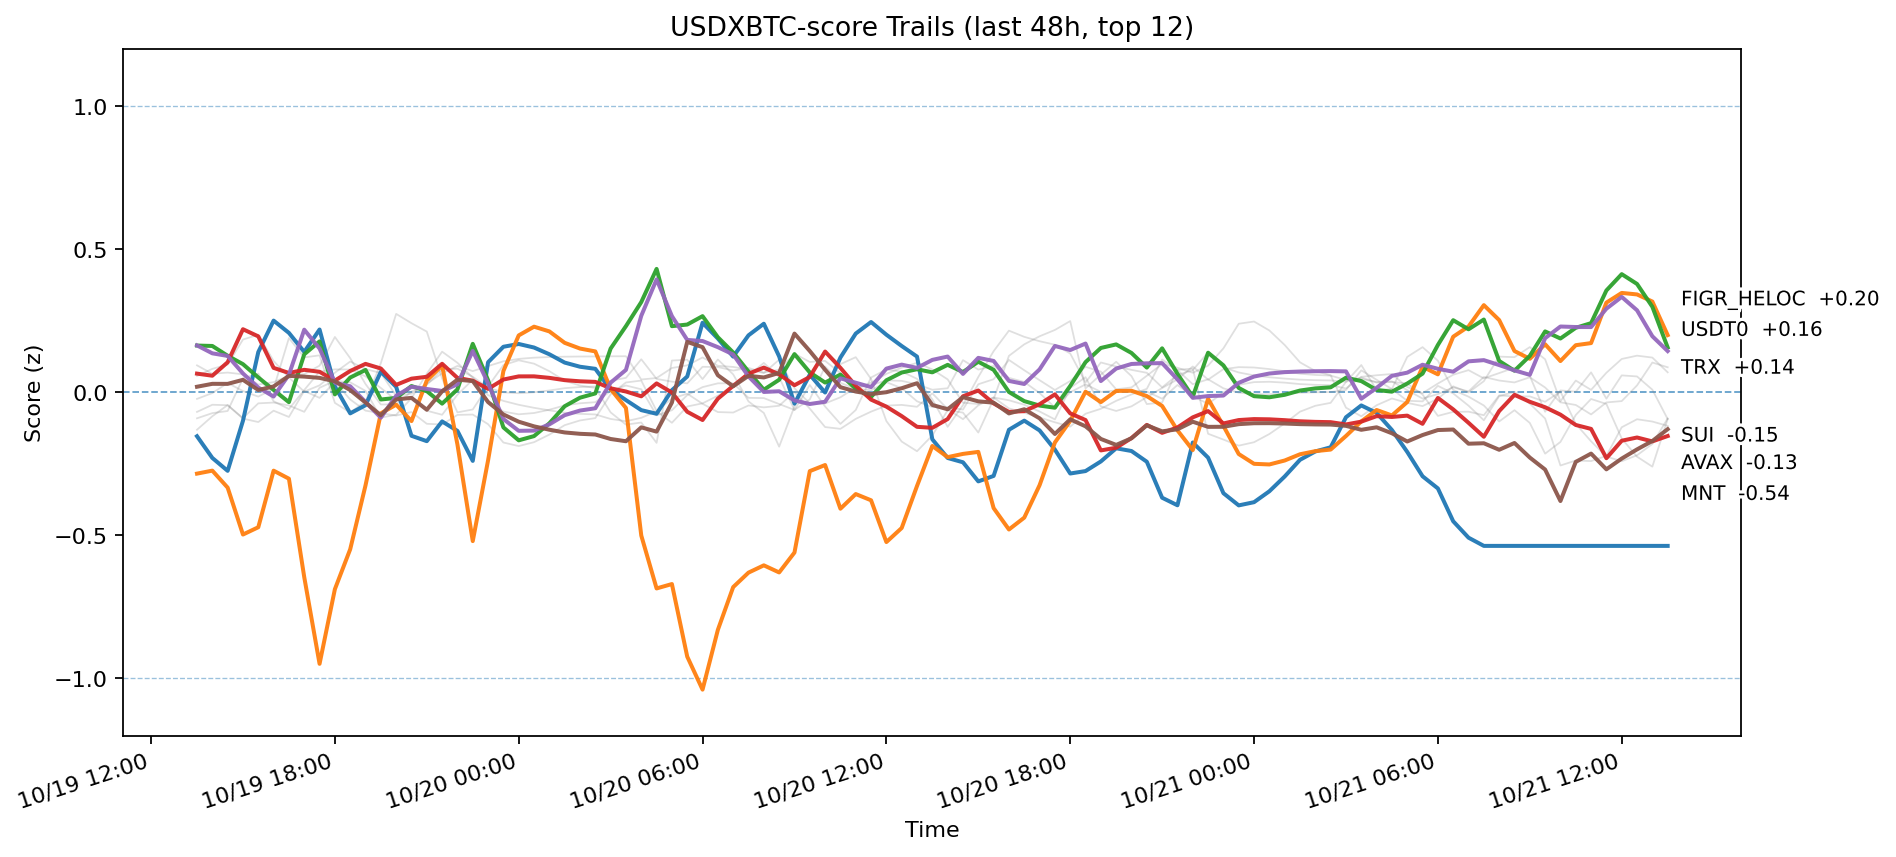 USDXBTC-score Trails (last 48h, top 12)
Score (z)
1.0
0.5
0.0
−0.5
−1.0
FIGR_HELOC +0.20
USDT0 +0.16
TRX +0.14
SUI -0.15
AVAX -0.13
MNT -0.54
10/19 12:00
10/19 18:00
10/20 00:00
10/20 06:00
10/20 12:00
10/20 18:00
10/21 00:00
10/21 06:00
10/21 12:00
Time